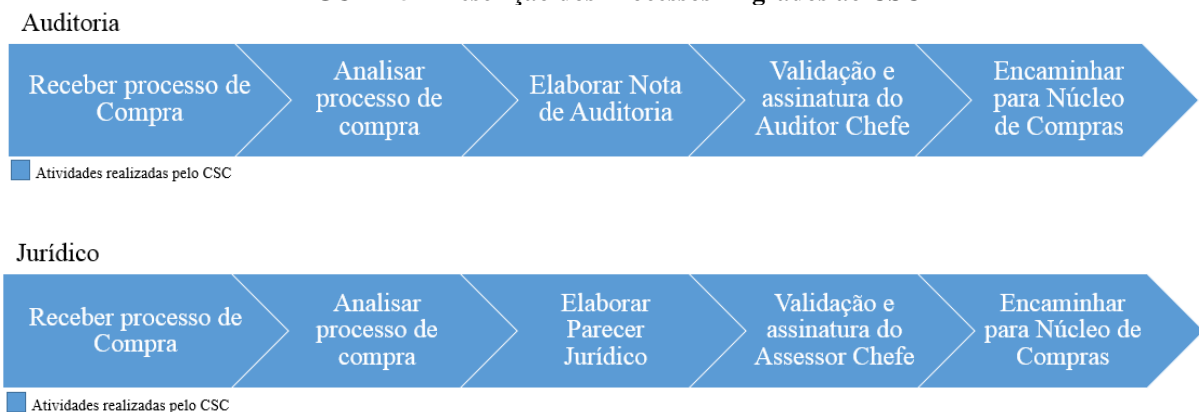 Auditoria
Receber processo de
Compra
Analisar
processo de
compra
Elaborar Nota
de Auditoria
Validação e
assinatura do
Auditor Chefe
Encaminhar
para Núcleo
de Compras
Atividades realizadas pelo CSC
Jurídico
Receber processo de
Compra
Analisar
processo de
compra
Elaborar
Parecer
Jurídico
Validação e
assinatura do
Assessor Chefe
Encaminhar
para Núcleo de
Compras
Atividades realizadas pelo CSC